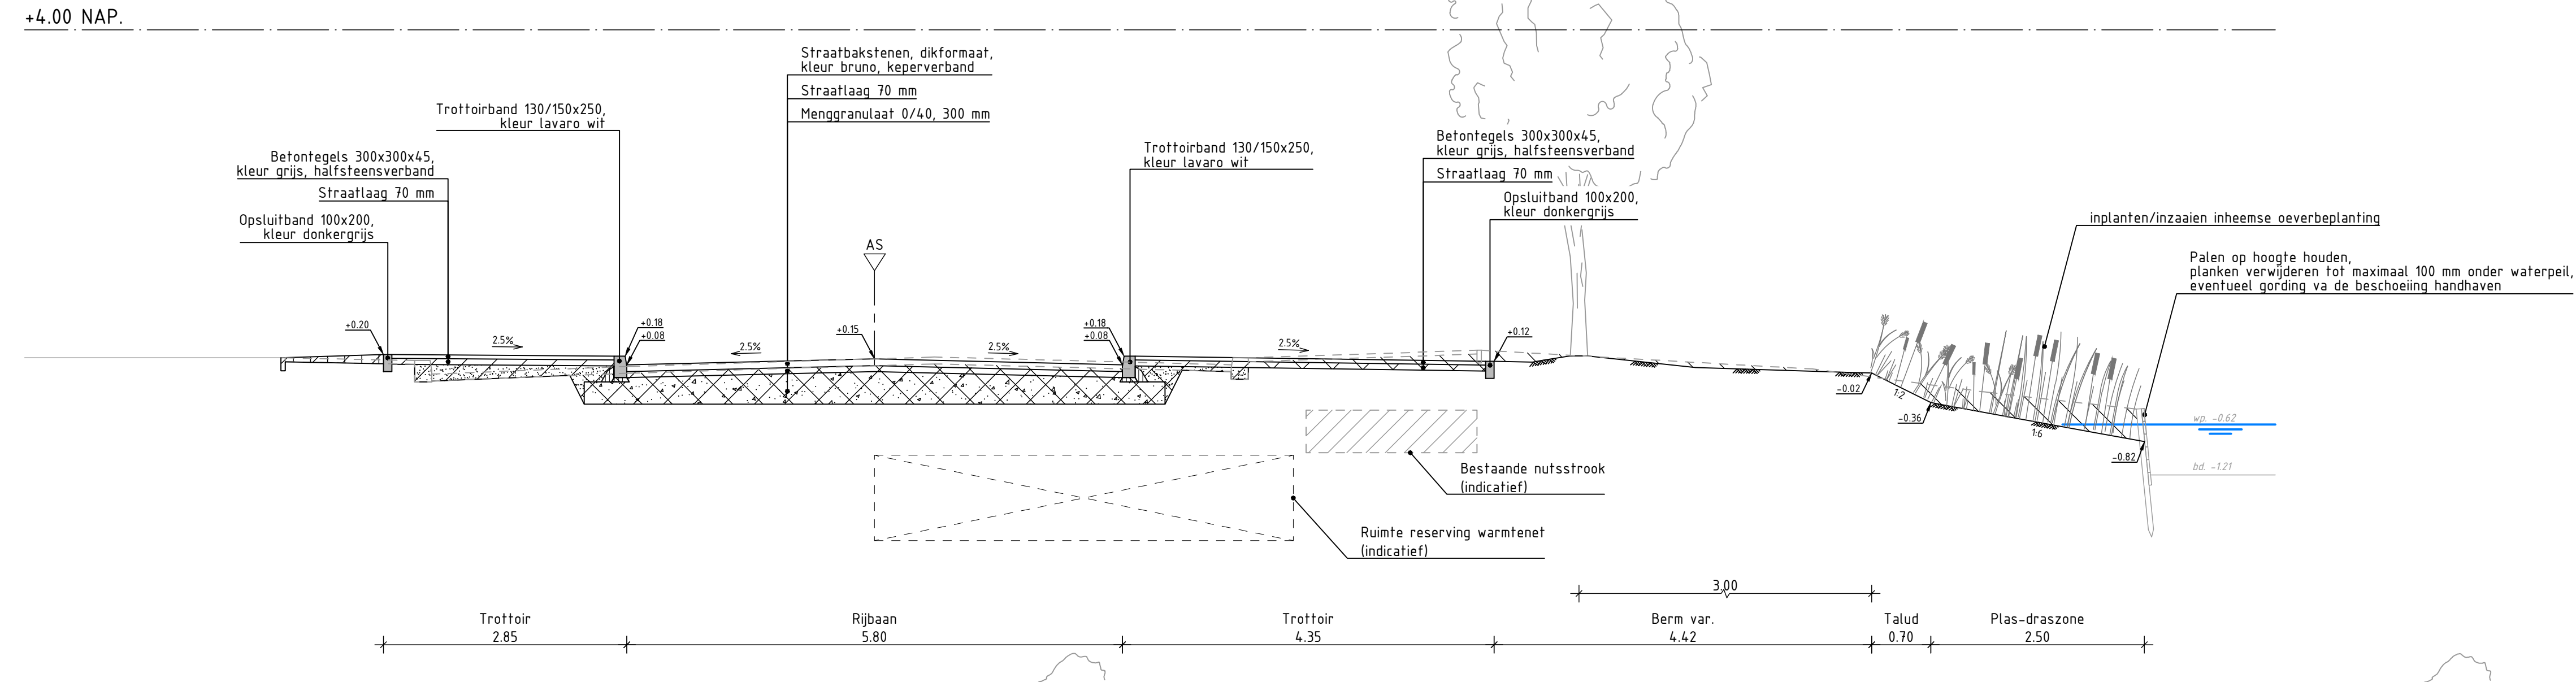 +4.00 NAP.
Straatbakstenen, dikformaat,
kleur bruno, keperverband
Straatlaag 70 mm
Menggranulaat 0/40, 300 mm
Trottoirband 130/150x250,
kleur lavaro wit
Betontegels 300x300x45,
kleur grijs, halfsteensverband
Straatlaag 70 mm
Opsluitband 100x200,
kleur donkergrijs
AS
Trottoirband 130/150x250,
kleur lavaro wit
Betontegels 300x300x45,
kleur grijs, halfsteensverband
Straatlaag 70 mm
Opsluitband 100x200,
kleur donkergrijs
inplanten/inzaaien inheemse oeverbeplanting
Palen op hoogte houden,
planken verwijderen tot maximaal 100 mm onder waterpeil,
eventueel gording va de beschoeiing handhaven
+0.20
2.5%
+0.18
+0.08
2.5%
+0.15
2.5%
+0.18
+0.08
2.5%
+0.12
-0.02
1:2
-0.36
1:6
wp. -0.62
-0.82
bd. -1.21
Bestaande nutsstrook
(indicatief)
Ruimte reserving warmtenet
(indicatief)
3.00
Trottoir
2.85
Rijbaan
5.80
Trottoir
4.35
Berm var.
4.42
Talud
0.70
Plas-draszone
2.50